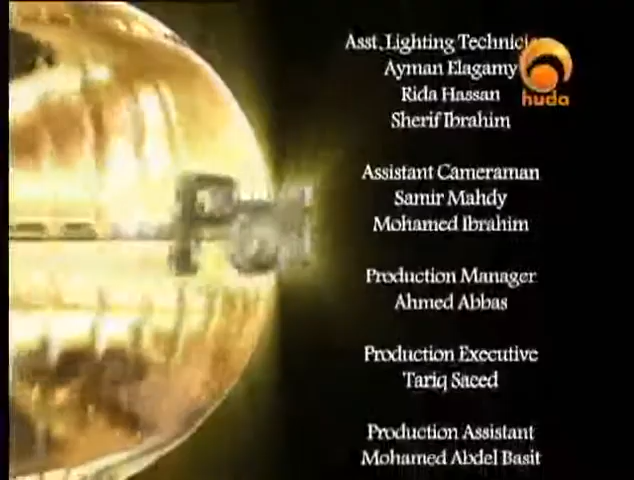 Asst. Lighting Technici
Ayman Elagamy
huda
Rida Hassan
Sherif Ibrahim
Assistant Cameraman
Samir Mahdy
Mohamed Ibrahim
Production Manager
Ahmed Abbas
Production Executive
Tariq Saeed
Production Assistant
Mohamed Abdel Basit